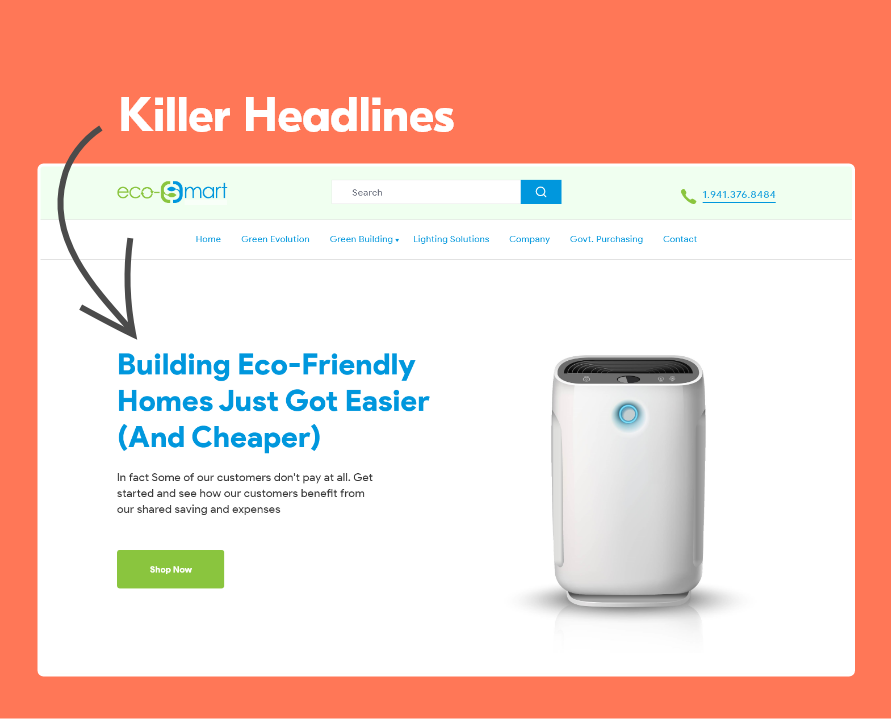 Killer Headlines
eco-Smart
Search
1.941.376.8484
Home Green Evolution Green Building Lighting Solutions Company Govt. Purchasing Contact
Building Eco-Friendly
Homes Just Got Easier
(And Cheaper)
In fact Some of our customers don't pay at all. Get
started and see how our customers benefit from
our shared saving and expenses
Shop Now